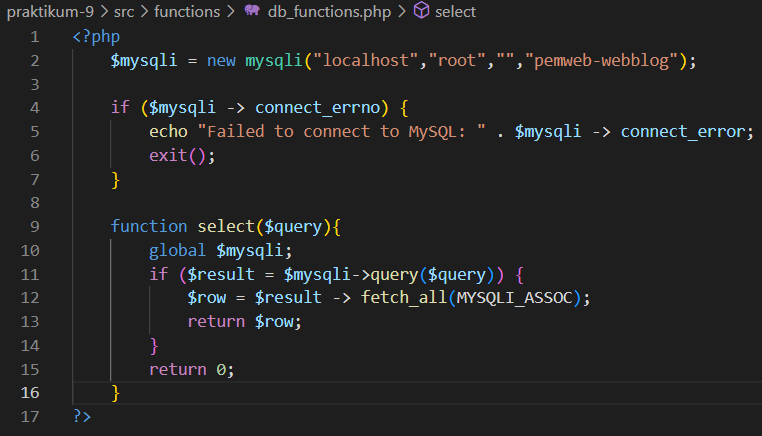 praktikum-9 > src > functions > db_functions.php > select
1 <?php
2     $mysqli = new mysqli("localhost","root","","pemweb-webblog");
3
4     if ($mysqli -> connect_errno) {
5         echo "Failed to connect to MySQL: " . $mysqli -> connect_error;
6         exit();
7     }
8
9     function select($query){
10         global $mysqli;
11         if ($result = $mysqli->query($query)) {
12             $row = $result -> fetch_all(MYSQLI_ASSOC);
13             return $row;
14         }
15         return 0;
16     }
17 ?>